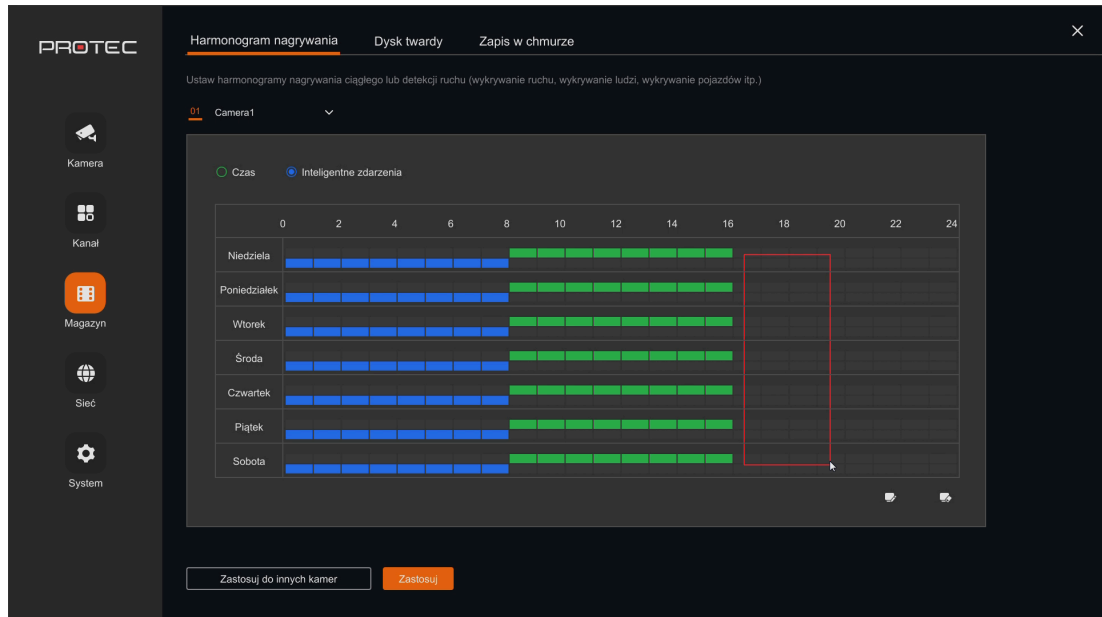 PROTEC
Harmonogram nagrywania Dysk twardy Zapis w chmurze
Ustaw harmonogramy nagrywania ciągłego lub detekcji ruchu (wykrywanie ruchu, wykrywanie ludzi, wykrywanie pojazdów itp.)
01 Camera1
Kamera
Kanał
Magazyn
Sieć
System
Czas Inteligentne zdarzenia
0 2 4 6 8 10 12 14 16 18 20 22 24
Niedziela
Poniedziałek
Wtorek
Środa
Czwartek
Piątek
Sobota
Zastosuj do innych kamer Zastosuj